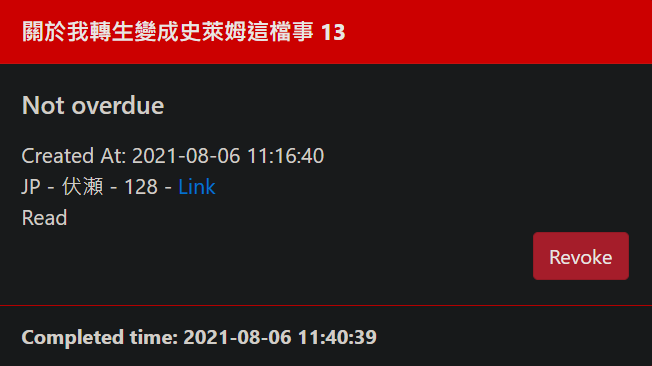 關於我轉生變成史萊姆這檔事 13
Not overdue
Created At: 2021-08-06 11:16:40
JP - 伏瀬 - 128 - Link
Read
Revoke
Completed time: 2021-08-06 11:40:39